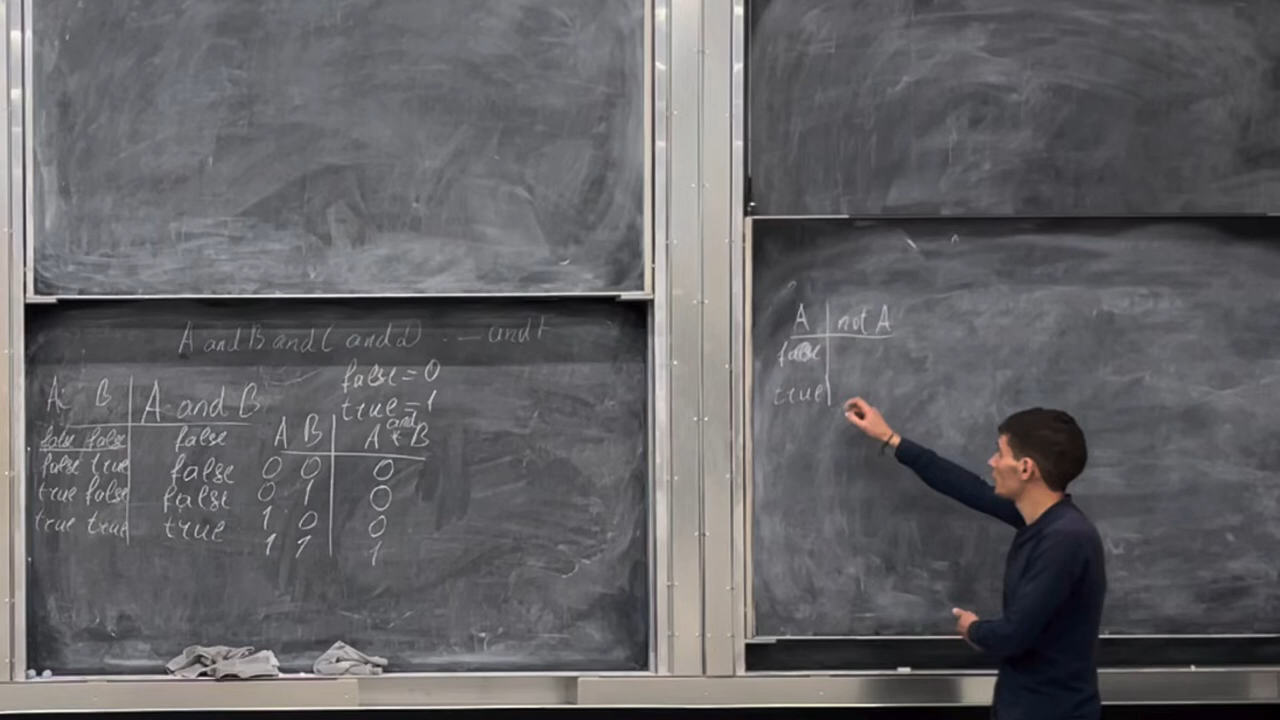 A and B and C and D . — and F
A B | A and B
false false | false
false true | false
true false | false
true true | true
false = 0
true = 1
and
A B | A * B
0 0 | 0
0 1 | 0
1 0 | 0
1 1 | 1
A | not A
false
true